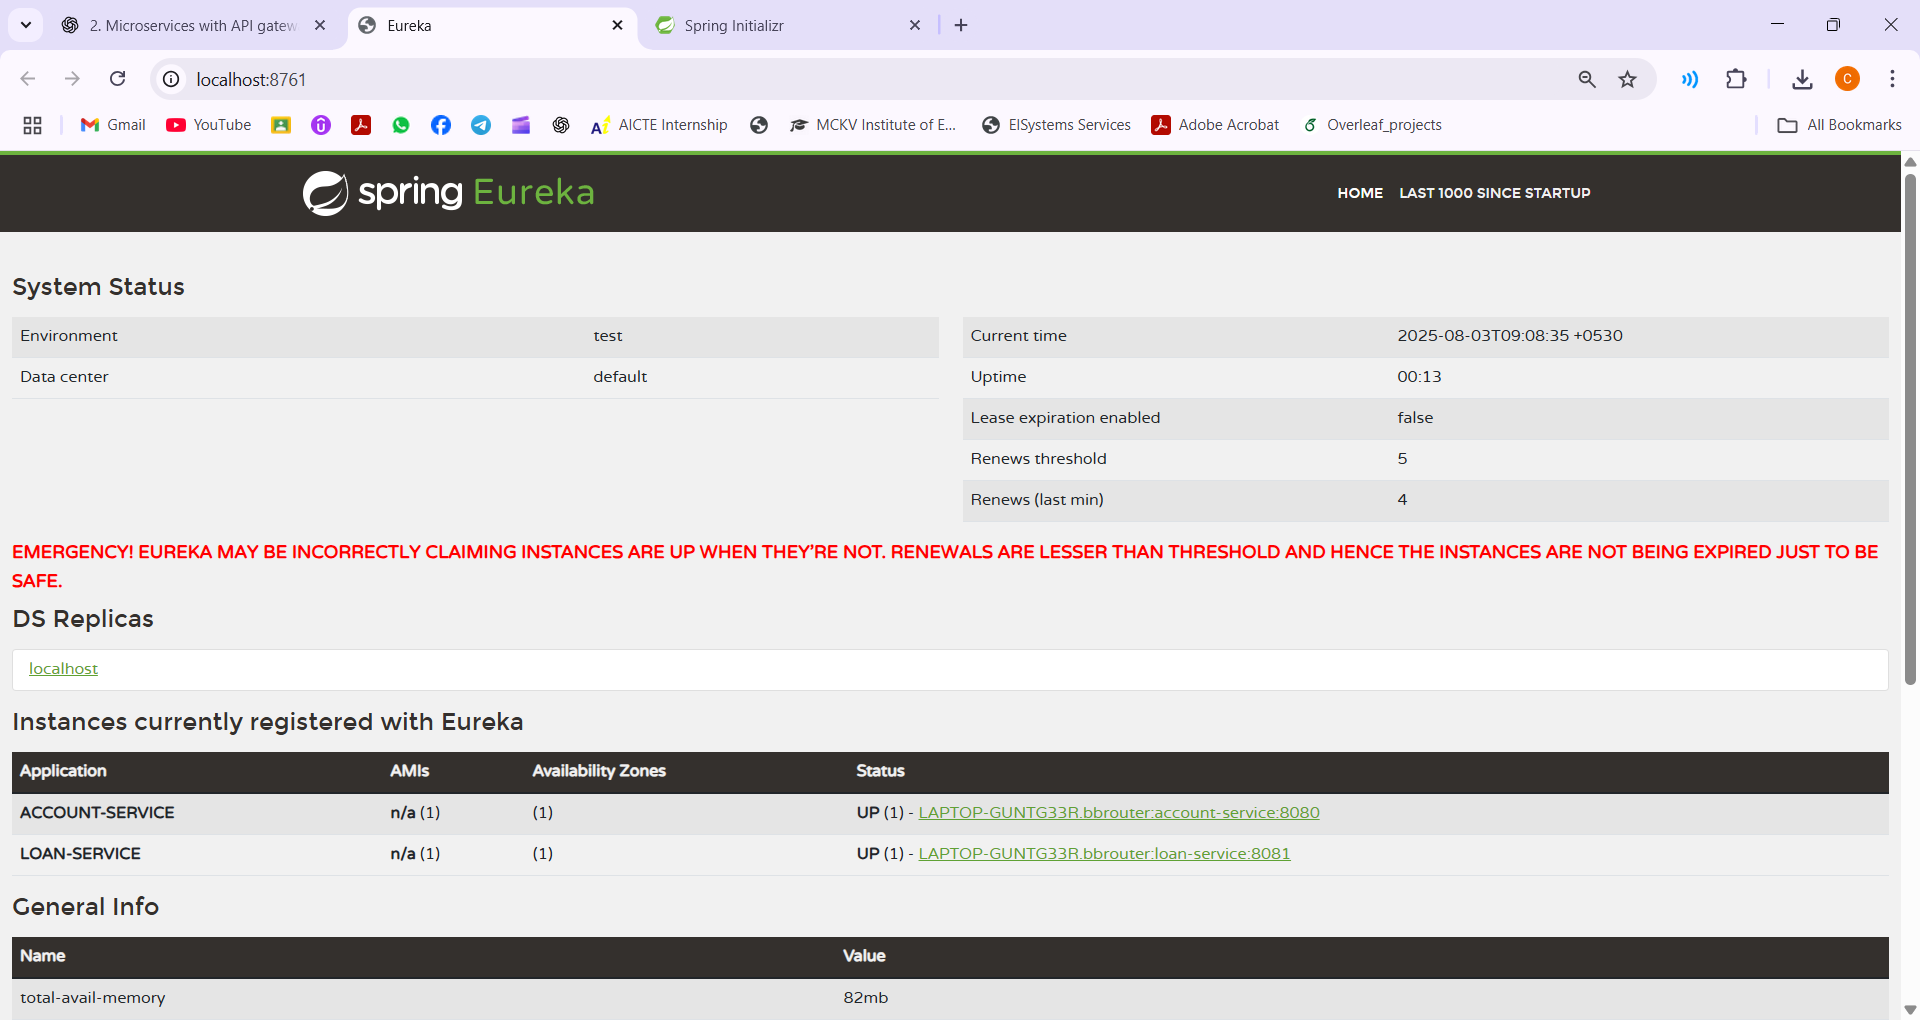 2. Microservices with API gatew
Eureka
Spring Initializr
localhost:8761
C
Gmail
YouTube
AICTE Internship
MCKV Institute of E...
EISystems Services
Adobe Acrobat
Overleaf_projects
All Bookmarks
spring Eureka
HOME
LAST 1000 SINCE STARTUP
System Status
Environment test
Data center default
Current time 2025-08-03T09:08:35 +0530
Uptime 00:13
Lease expiration enabled false
Renews threshold 5
Renews (last min) 4
EMERGENCY! EUREKA MAY BE INCORRECTLY CLAIMING INSTANCES ARE UP WHEN THEY'RE NOT. RENEWALS ARE LESSER THAN THRESHOLD AND HENCE THE INSTANCES ARE NOT BEING EXPIRED JUST TO BE
SAFE.
DS Replicas
localhost
Instances currently registered with Eureka
Application AMIs Availability Zones Status
ACCOUNT-SERVICE n/a (1) (1) UP (1) - LAPTOP-GUNTG33R.bbrouter:account-service:8080
LOAN-SERVICE n/a (1) (1) UP (1) - LAPTOP-GUNTG33R.bbrouter:loan-service:8081
General Info
Name Value
total-avail-memory 82mb